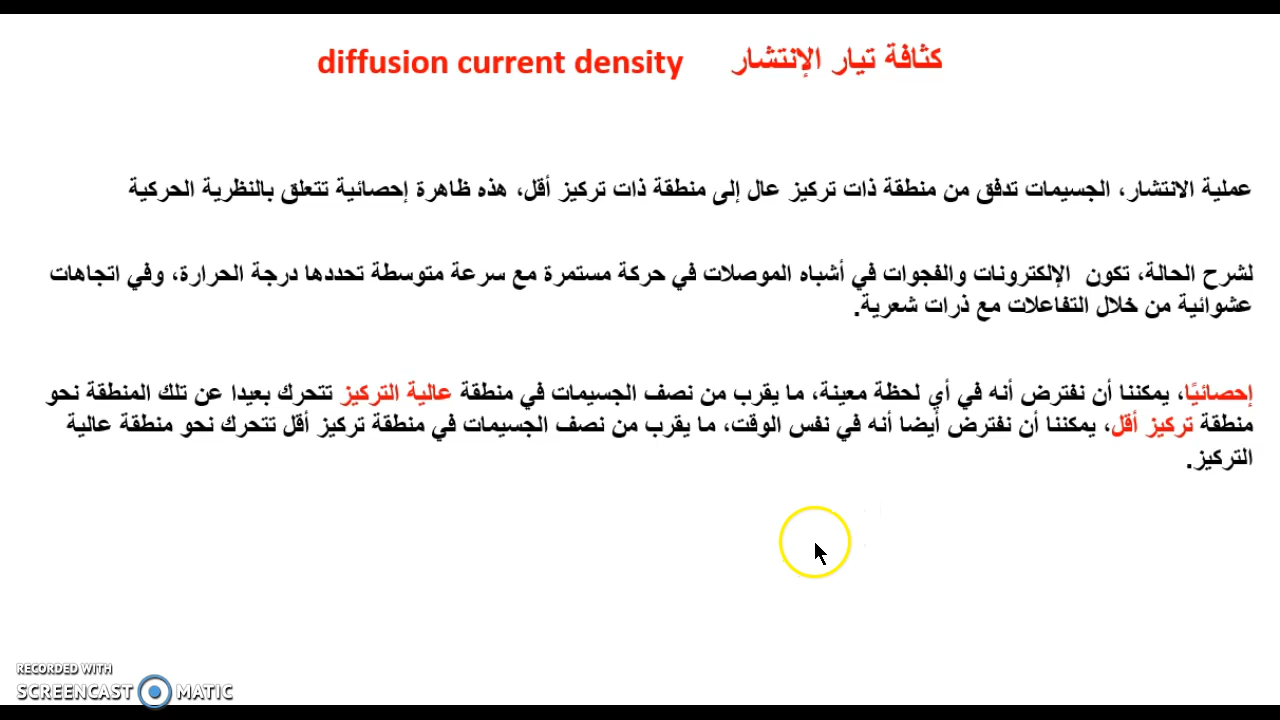 كثافة تيار الإنتشار diffusion current density
عملية الانتشار، الجسيمات تدفق من منطقة ذات تركيز عال إلى منطقة ذات تركيز أقل، هذه ظاهرة إحصائية تتعلق بالنظرية الحركية
لشرح الحالة، تكون الإلكترونات والفجوات في أشباه الموصلات في حركة مستمرة مع سرعة متوسطة تحددها درجة الحرارة، وفي اتجاهات
عشوائية من خلال التفاعلات مع ذرات شعرية.
إحصائيًا، يمكننا أن نفترض أنه في أي لحظة معينة، ما يقرب من نصف الجسيمات في منطقة عالية التركيز تتحرك بعيدا عن تلك المنطقة نحو
منطقة تركيز أقل، يمكننا أن نفترض أيضا أنه في نفس الوقت، ما يقرب من نصف الجسيمات في منطقة تركيز أقل تتحرك نحو منطقة عالية
التركيز.
RECORDED WITH
SCREENCAST MATIC